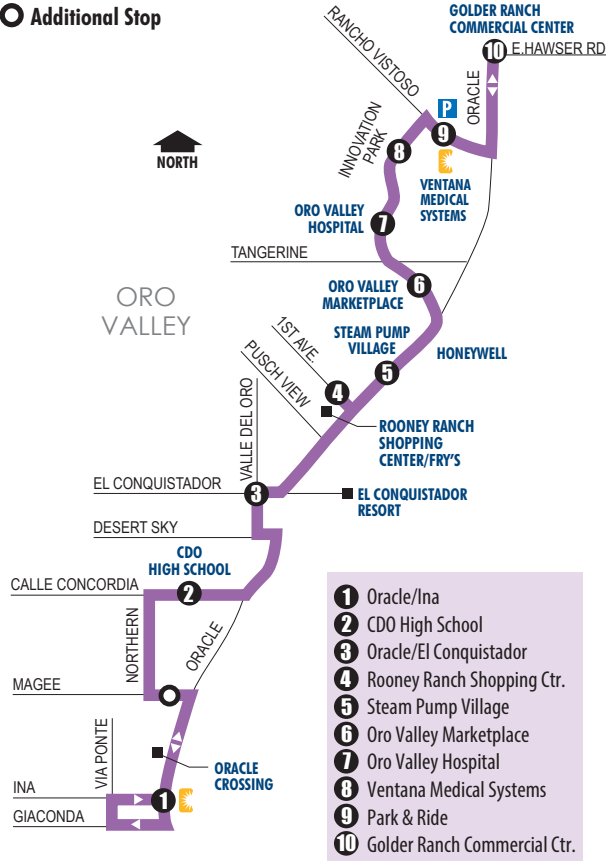 Additional Stop
GOLDER RANCH
COMMERCIAL CENTER
10
E.HAWSER RD
RANCHO VISTOSO
ORACLE
P
9
INNOVATION
PARK
8
NORTH
VENTANA
MEDICAL
SYSTEMS
ORO VALLEY
HOSPITAL
7
TANGERINE
ORO VALLEY
MARKETPLACE
6
ORO
VALLEY
STEAM PUMP
VILLAGE
HONEYWELL
1ST AVE.
5
PUSCH VIEW
4
ROONEY RANCH
SHOPPING
CENTER/FRY'S
VALLE DEL ORO
EL CONQUISTADOR
3
EL CONQUISTADOR
RESORT
DESERT SKY
CDO
HIGH SCHOOL
CALLE CONCORDIA
2
NORTHERN
ORACLE
MAGEE
VIA PONTE
ORACLE
CROSSING
INA
1
GIACONDA
1 Oracle/Ina
2 CDO High School
3 Oracle/El Conquistador
4 Rooney Ranch Shopping Ctr.
5 Steam Pump Village
6 Oro Valley Marketplace
7 Oro Valley Hospital
8 Ventana Medical Systems
9 Park & Ride
10 Golder Ranch Commercial Ctr.